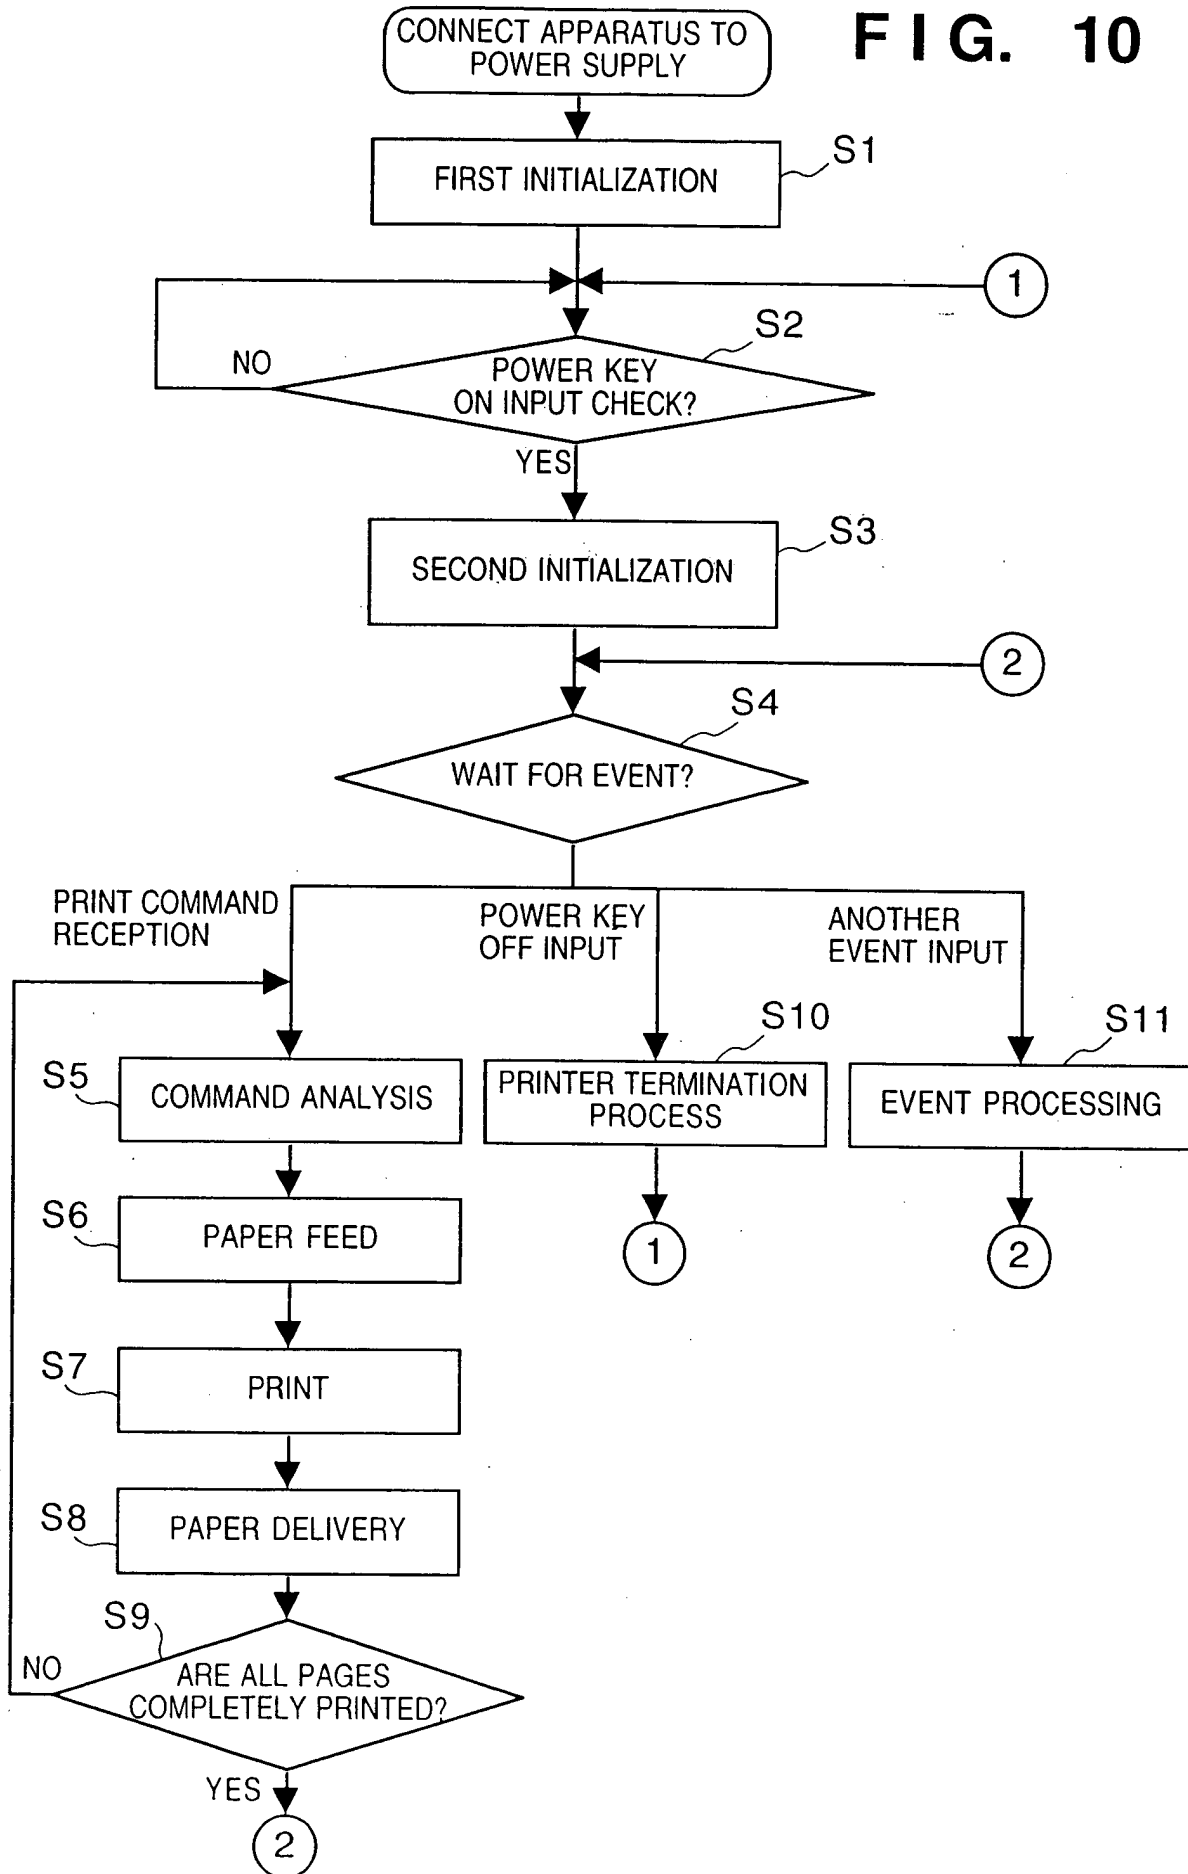 FIG. 10
CONNECT APPARATUS TO
POWER SUPPLY
S1
FIRST INITIALIZATION
1
S2
NO
POWER KEY
ON INPUT CHECK?
YES
S3
SECOND INITIALIZATION
2
S4
WAIT FOR EVENT?
PRINT COMMAND
RECEPTION
POWER KEY
OFF INPUT
ANOTHER
EVENT INPUT
S5
COMMAND ANALYSIS
S10
PRINTER TERMINATION
PROCESS
S11
EVENT PROCESSING
S6
PAPER FEED
1
2
S7
PRINT
S8
PAPER DELIVERY
S9
NO
ARE ALL PAGES
COMPLETELY PRINTED?
YES
2